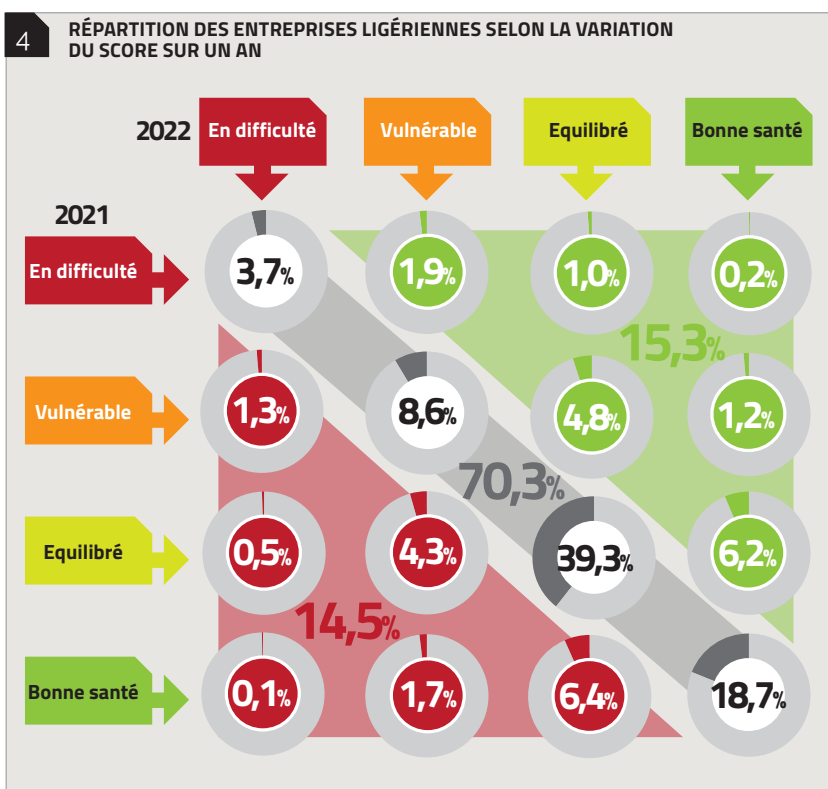 4
RÉPARTITION DES ENTREPRISES LIGÉRIENNES SELON LA VARIATION
DU SCORE SUR UN AN
2022 En difficulté Vulnérable Equilibré Bonne santé
2021
En difficulté 3,7% 1,9% 1,0% 0,2%
15,3%
Vulnérable 1,3% 8,6% 4,8% 1,2%
70,3%
Equilibré 0,5% 4,3% 39,3% 6,2%
14,5%
Bonne santé 0,1% 1,7% 6,4% 18,7%